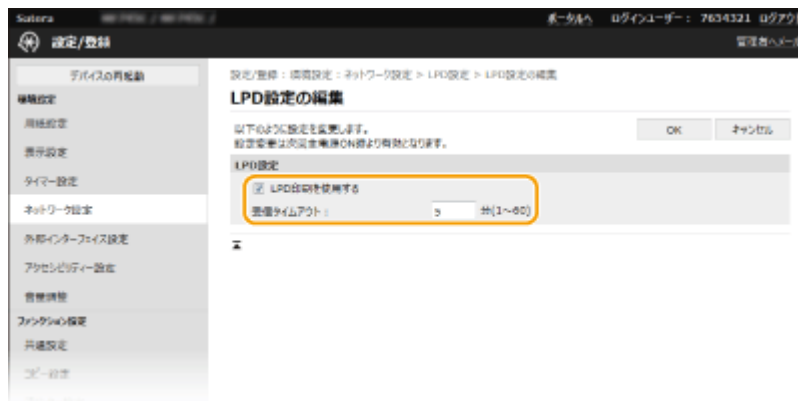 Satera
ポータルへ ログインユーザー： 7654321 ログアウ
設定/登録
管理者へメール
デバイスの再起動
環境設定
用紙設定
表示設定
タイマー設定
ネットワーク設定
外部インターフェイス設定
アクセシビリティー設定
音量調整
ファンクション設定
共通設定
コピー設定
設定/登録：環境設定：ネットワーク設定 > LPD設定 > LPD設定の編集
LPD設定の編集
以下のように設定を変更します。
設定変更は次回主電源ON後より有効となります。
OK キャンセル
LPD設定
LPD印刷を使用する
受信タイムアウト： 5 分(1～60)